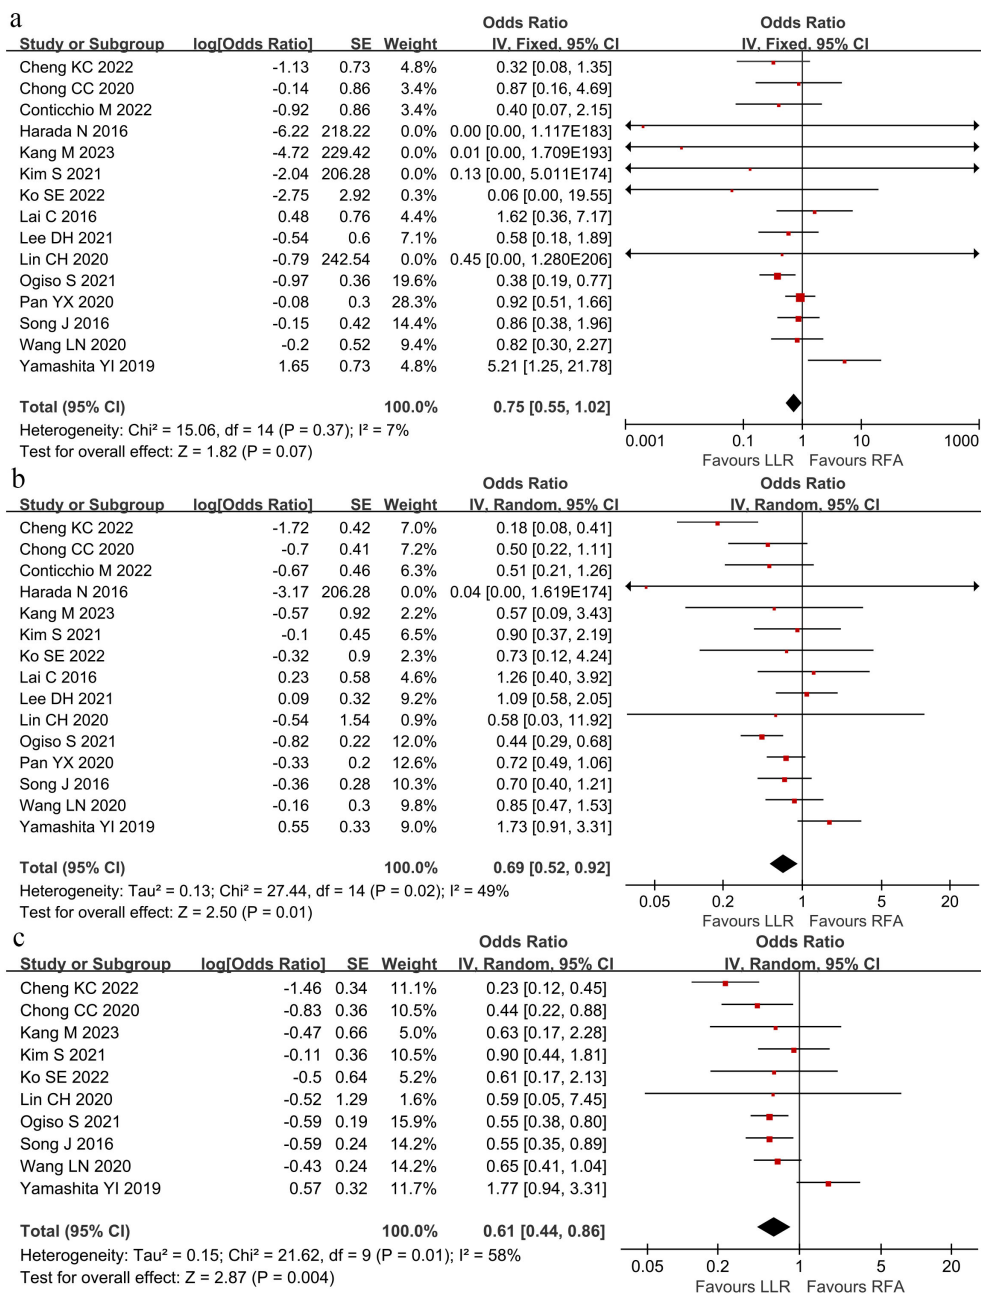 a
Odds Ratio Odds Ratio
Study or Subgroup log[Odds Ratio] SE Weight IV, Fixed, 95% CI IV, Fixed, 95% CI
Cheng KC 2022 -1.13 0.73 4.8% 0.32 [0.08, 1.35]
Chong CC 2020 -0.14 0.86 3.4% 0.87 [0.16, 4.69]
Conticchio M 2022 -0.92 0.86 3.4% 0.40 [0.07, 2.15]
Harada N 2016 -6.22 218.22 0.0% 0.00 [0.00, 1.117E183]
Kang M 2023 -4.72 229.42 0.0% 0.01 [0.00, 1.709E193]
Kim S 2021 -2.04 206.28 0.0% 0.13 [0.00, 5.011E174]
Ko SE 2022 -2.75 2.92 0.3% 0.06 [0.00, 19.55]
Lai C 2016 0.48 0.76 4.4% 1.62 [0.36, 7.17]
Lee DH 2021 -0.54 0.6 7.1% 0.58 [0.18, 1.89]
Lin CH 2020 -0.79 242.54 0.0% 0.45 [0.00, 1.280E206]
Ogiso S 2021 -0.97 0.36 19.6% 0.38 [0.19, 0.77]
Pan YX 2020 -0.08 0.3 28.3% 0.92 [0.51, 1.66]
Song J 2016 -0.15 0.42 14.4% 0.86 [0.38, 1.96]
Wang LN 2020 -0.2 0.52 9.4% 0.82 [0.30, 2.27]
Yamashita YI 2019 1.65 0.73 4.8% 5.21 [1.25, 21.78]
Total (95% CI) 100.0% 0.75 [0.55, 1.02]
Heterogeneity: Chi² = 15.06, df = 14 (P = 0.37); I² = 7%
Test for overall effect: Z = 1.82 (P = 0.07)
0.001 0.1 1 10 1000
Favours LLR Favours RFA
b
Odds Ratio Odds Ratio
Study or Subgroup log[Odds Ratio] SE Weight IV, Random, 95% CI IV, Random, 95% CI
Cheng KC 2022 -1.72 0.42 7.0% 0.18 [0.08, 0.41]
Chong CC 2020 -0.7 0.41 7.2% 0.50 [0.22, 1.11]
Conticchio M 2022 -0.67 0.46 6.3% 0.51 [0.21, 1.26]
Harada N 2016 -3.17 206.28 0.0% 0.04 [0.00, 1.619E174]
Kang M 2023 -0.57 0.92 2.2% 0.57 [0.09, 3.43]
Kim S 2021 -0.1 0.45 6.5% 0.90 [0.37, 2.19]
Ko SE 2022 -0.32 0.9 2.3% 0.73 [0.12, 4.24]
Lai C 2016 0.23 0.58 4.6% 1.26 [0.40, 3.92]
Lee DH 2021 0.09 0.32 9.2% 1.09 [0.58, 2.05]
Lin CH 2020 -0.54 1.54 0.9% 0.58 [0.03, 11.92]
Ogiso S 2021 -0.82 0.22 12.0% 0.44 [0.29, 0.68]
Pan YX 2020 -0.33 0.2 12.6% 0.72 [0.49, 1.06]
Song J 2016 -0.36 0.28 10.3% 0.70 [0.40, 1.21]
Wang LN 2020 -0.16 0.3 9.8% 0.85 [0.47, 1.53]
Yamashita YI 2019 0.55 0.33 9.0% 1.73 [0.91, 3.31]
Total (95% CI) 100.0% 0.69 [0.52, 0.92]
Heterogeneity: Tau² = 0.13; Chi² = 27.44, df = 14 (P = 0.02); I² = 49%
Test for overall effect: Z = 2.50 (P = 0.01)
0.05 0.2 1 5 20
Favours LLR Favours RFA
c
Odds Ratio Odds Ratio
Study or Subgroup log[Odds Ratio] SE Weight IV, Random, 95% CI IV, Random, 95% CI
Cheng KC 2022 -1.46 0.34 11.1% 0.23 [0.12, 0.45]
Chong CC 2020 -0.83 0.36 10.5% 0.44 [0.22, 0.88]
Kang M 2023 -0.47 0.66 5.0% 0.63 [0.17, 2.28]
Kim S 2021 -0.11 0.36 10.5% 0.90 [0.44, 1.81]
Ko SE 2022 -0.5 0.64 5.2% 0.61 [0.17, 2.13]
Lin CH 2020 -0.52 1.29 1.6% 0.59 [0.05, 7.45]
Ogiso S 2021 -0.59 0.19 15.9% 0.55 [0.38, 0.80]
Song J 2016 -0.59 0.24 14.2% 0.55 [0.35, 0.89]
Wang LN 2020 -0.43 0.24 14.2% 0.65 [0.41, 1.04]
Yamashita YI 2019 0.57 0.32 11.7% 1.77 [0.94, 3.31]
Total (95% CI) 100.0% 0.61 [0.44, 0.86]
Heterogeneity: Tau² = 0.15; Chi² = 21.62, df = 9 (P = 0.01); I² = 58%
Test for overall effect: Z = 2.87 (P = 0.004)
0.05 0.2 1 5 20
Favours LLR Favours RFA